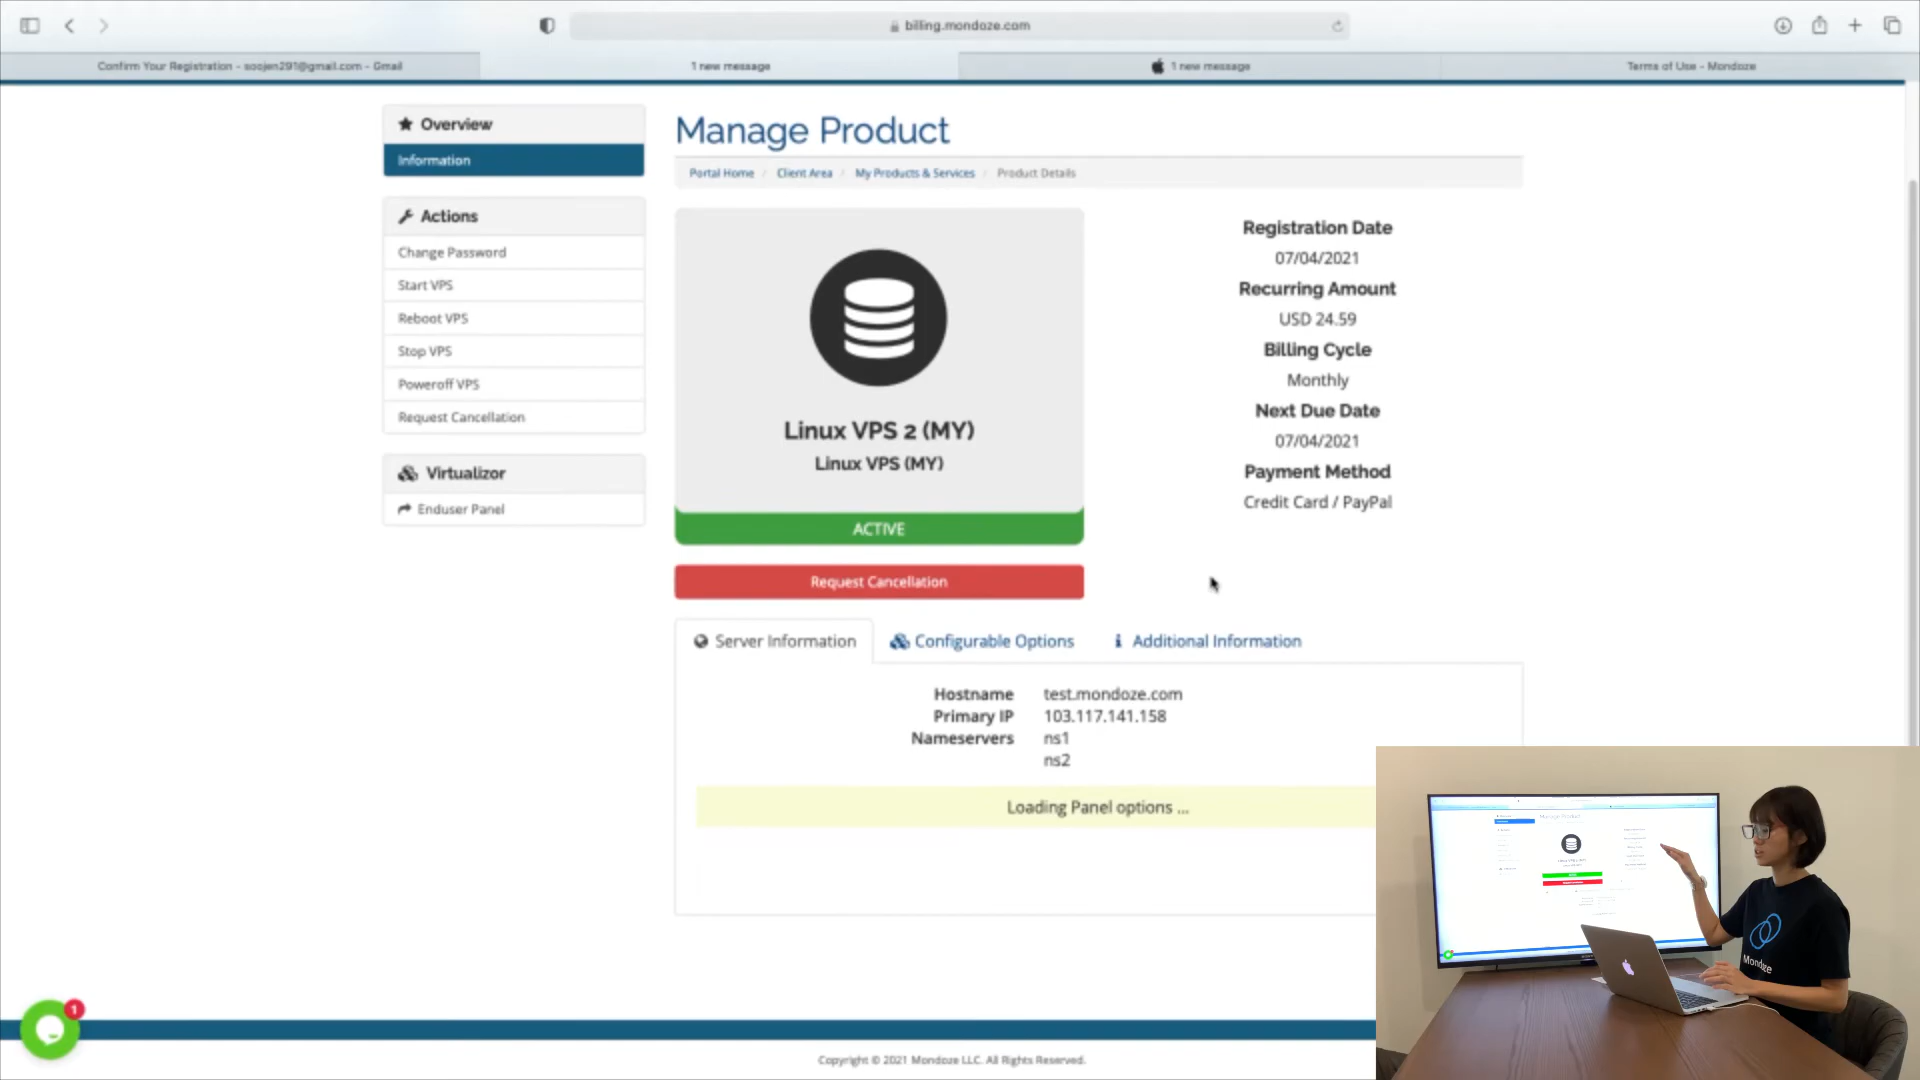 billing.mondoze.com
Confirm Your Registration - soojen291@gmail.com - Gmail
1 new message
1 new message
Terms of Use - Mondoze
Overview
Information
Actions
Change Password
Start VPS
Reboot VPS
Stop VPS
Poweroff VPS
Request Cancellation
Virtualizor
Enduser Panel
Manage Product
Portal Home / Client Area / My Products & Services / Product Details
Linux VPS 2 (MY)
Linux VPS (MY)
ACTIVE
Request Cancellation
Registration Date
07/04/2021
Recurring Amount
USD 24.59
Billing Cycle
Monthly
Next Due Date
07/04/2021
Payment Method
Credit Card / PayPal
Server Information
Configurable Options
Additional Information
Hostname test.mondoze.com
Primary IP 103.117.141.158
Nameservers ns1
ns2
Loading Panel options ...
1
Copyright © 2021 Mondoze LLC. All Rights Reserved.
Manage Product
Mondoze